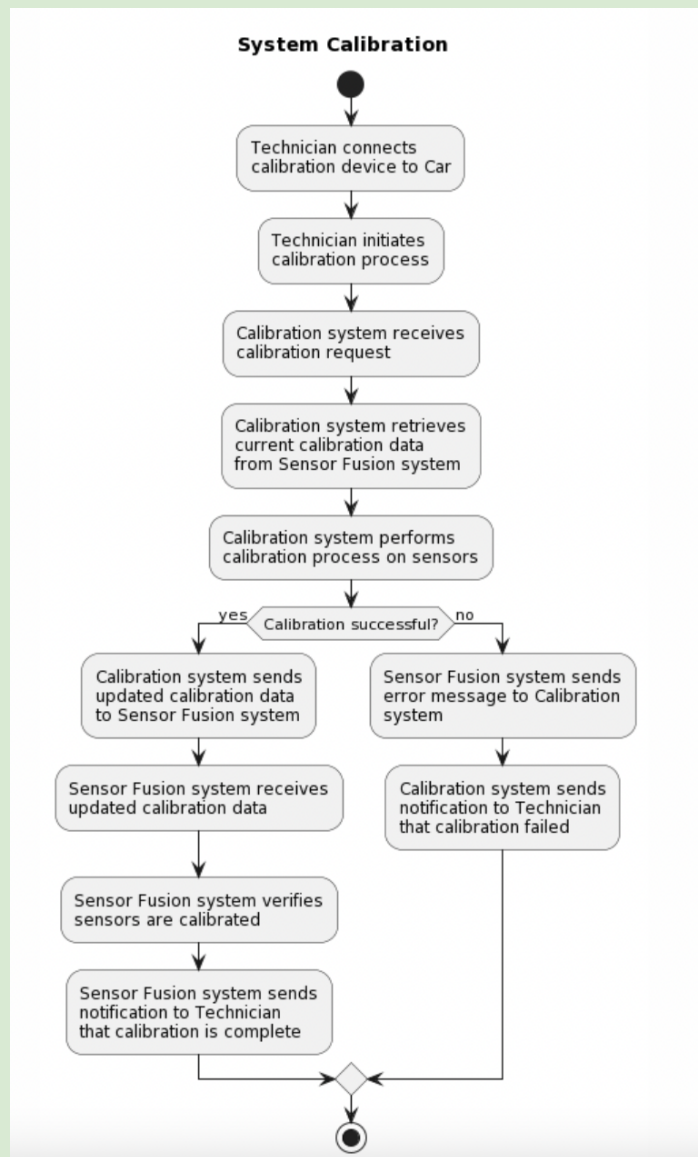 System Calibration
Technician connects
calibration device to Car
Technician initiates
calibration process
Calibration system receives
calibration request
Calibration system retrieves
current calibration data
from Sensor Fusion system
Calibration system performs
calibration process on sensors
yes
Calibration successful?
no
Calibration system sends
updated calibration data
to Sensor Fusion system
Sensor Fusion system receives
updated calibration data
Sensor Fusion system verifies
sensors are calibrated
Sensor Fusion system sends
notification to Technician
that calibration is complete
Sensor Fusion system sends
error message to Calibration
system
Calibration system sends
notification to Technician
that calibration failed